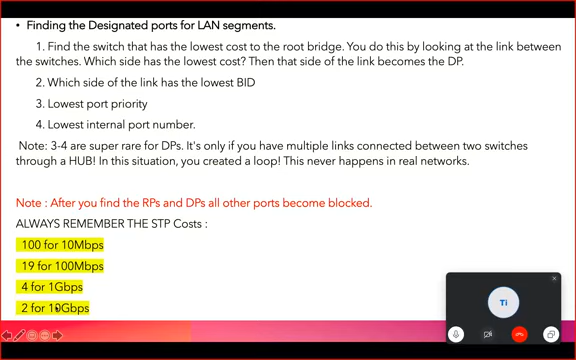 • Finding the Designated ports for LAN segments.
1. Find the switch that has the lowest cost to the root bridge. You do this by looking at the link between
the switches. Which side has the lowest cost? Then that side of the link becomes the DP.
2. Which side of the link has the lowest BID
3. Lowest port priority
4. Lowest internal port number.
Note: 3-4 are super rare for DPs. It's only if you have multiple links connected between two switches
through a HUB! In this situation, you created a loop! This never happens in real networks.
Note : After you find the RPs and DPs all other ports become blocked.
ALWAYS REMEMBER THE STP Costs :
100 for 10Mbps
19 for 100Mbps
4 for 1Gbps
2 for 10Gbps
Ti